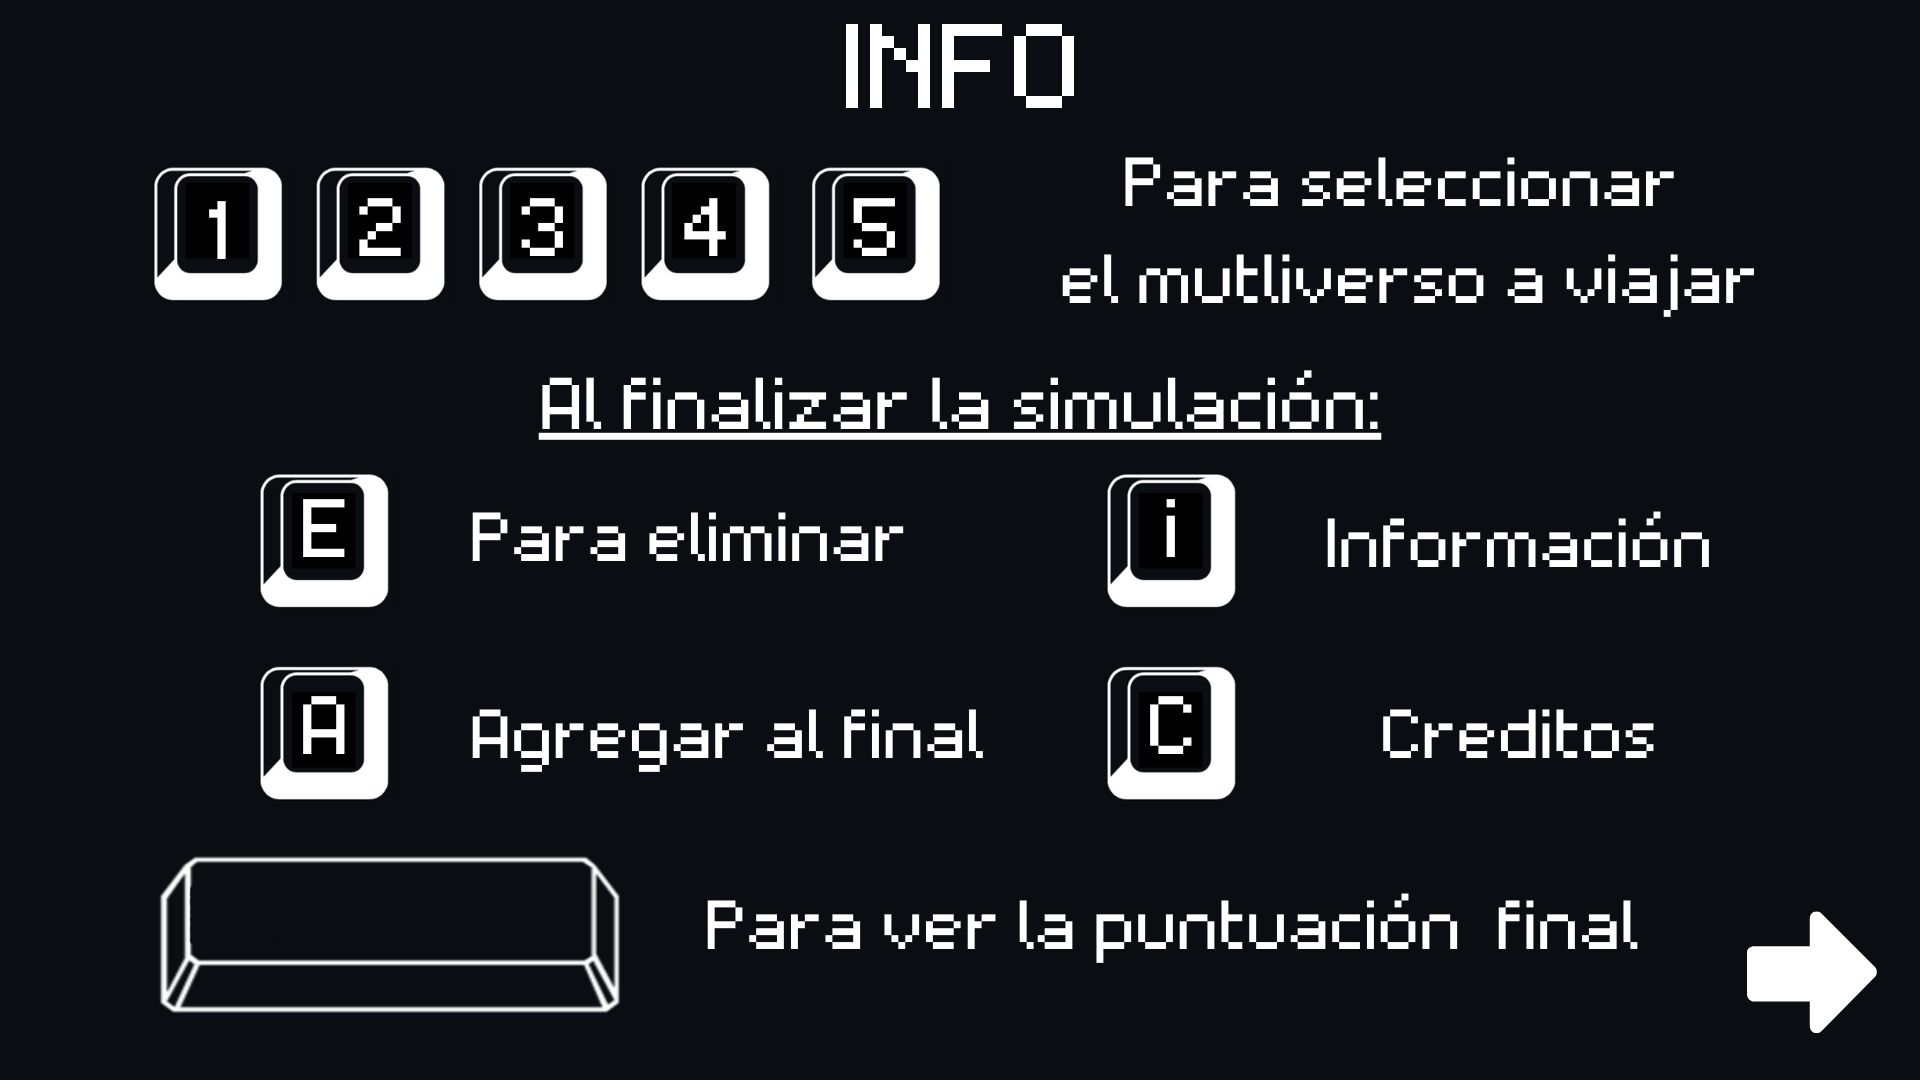 INFO
1 2 3 4 5
Para seleccionar
el mutliverso a viajar
Al finalizar la simulación:
E Para eliminar
i Información
A Agregar al final
C Creditos
Para ver la puntuación final